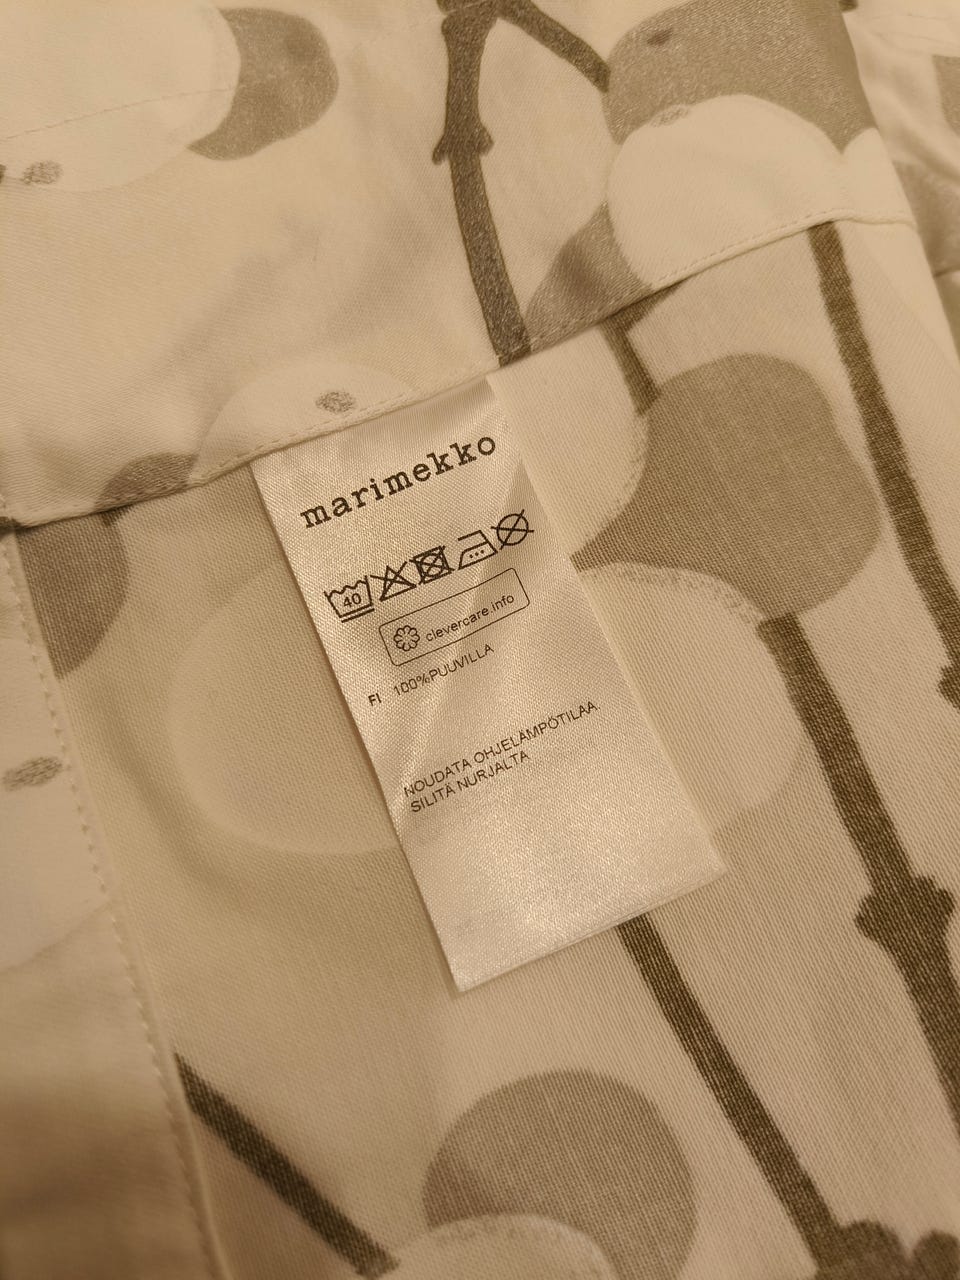 marimekko
40
clevercare.info
FI 100%PUUVILLA
NOUDATA OHJELÄMPÖTILAA
SILITÄ NURJALTA